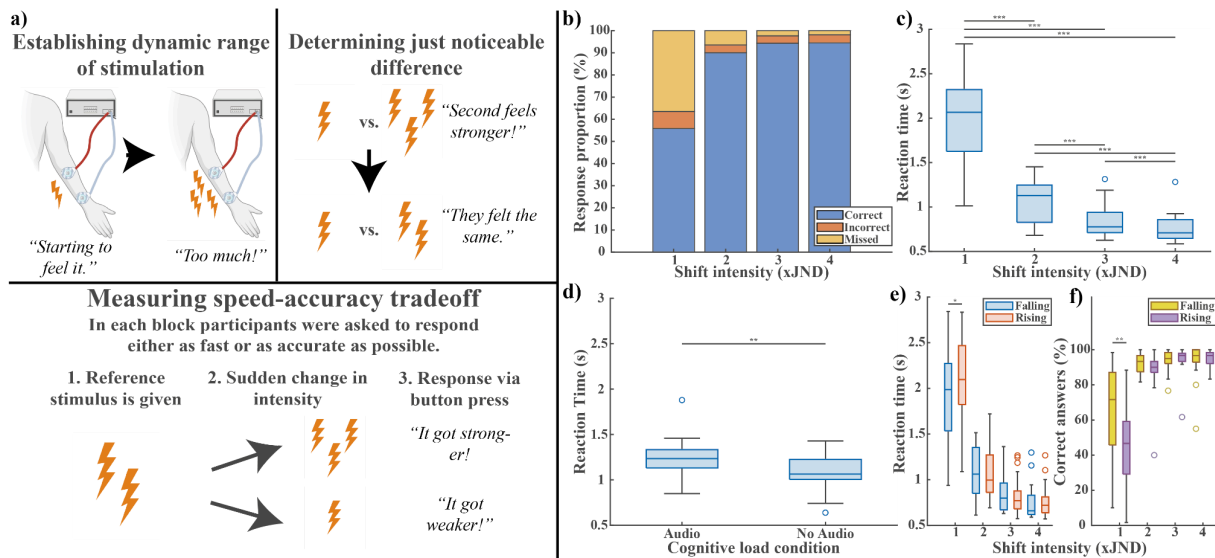 a)
Establishing dynamic range
of stimulation
“Starting to
feel it.”
“Too much!”
Determining just noticeable
difference
vs.
“Second feels
stronger!”
vs.
“They felt the
same.”
Measuring speed-accuracy tradeoff
In each block participants were asked to respond
either as fast or as accurate as possible.
1. Reference
stimulus is given
2. Sudden change in
intensity
3. Response via
button press
“It got strong-
er!
“It got
weaker!”
b)
Response proportion (%)
100
90
80
70
60
50
40
30
20
10
0
Correct
Incorrect
Missed
1 2 3 4
Shift intensity (xJND)
c)
Reaction time (s)
***
***
***
***
***
***
3
2.5
2
1.5
1
0.5
1 2 3 4
Shift intensity (xJND)
d)
Reaction Time (s)
**
3
2.5
2
1.5
1
0.5
Audio No Audio
Cognitive load condition
e)
Reaction time (s)
Falling
Rising
*
3
2.5
2
1.5
1
0.5
1 2 3 4
f)
Correct answers (%)
Falling
Rising
**
100
80
60
40
20
0
1 2 3 4
Shift intensity (xJND)